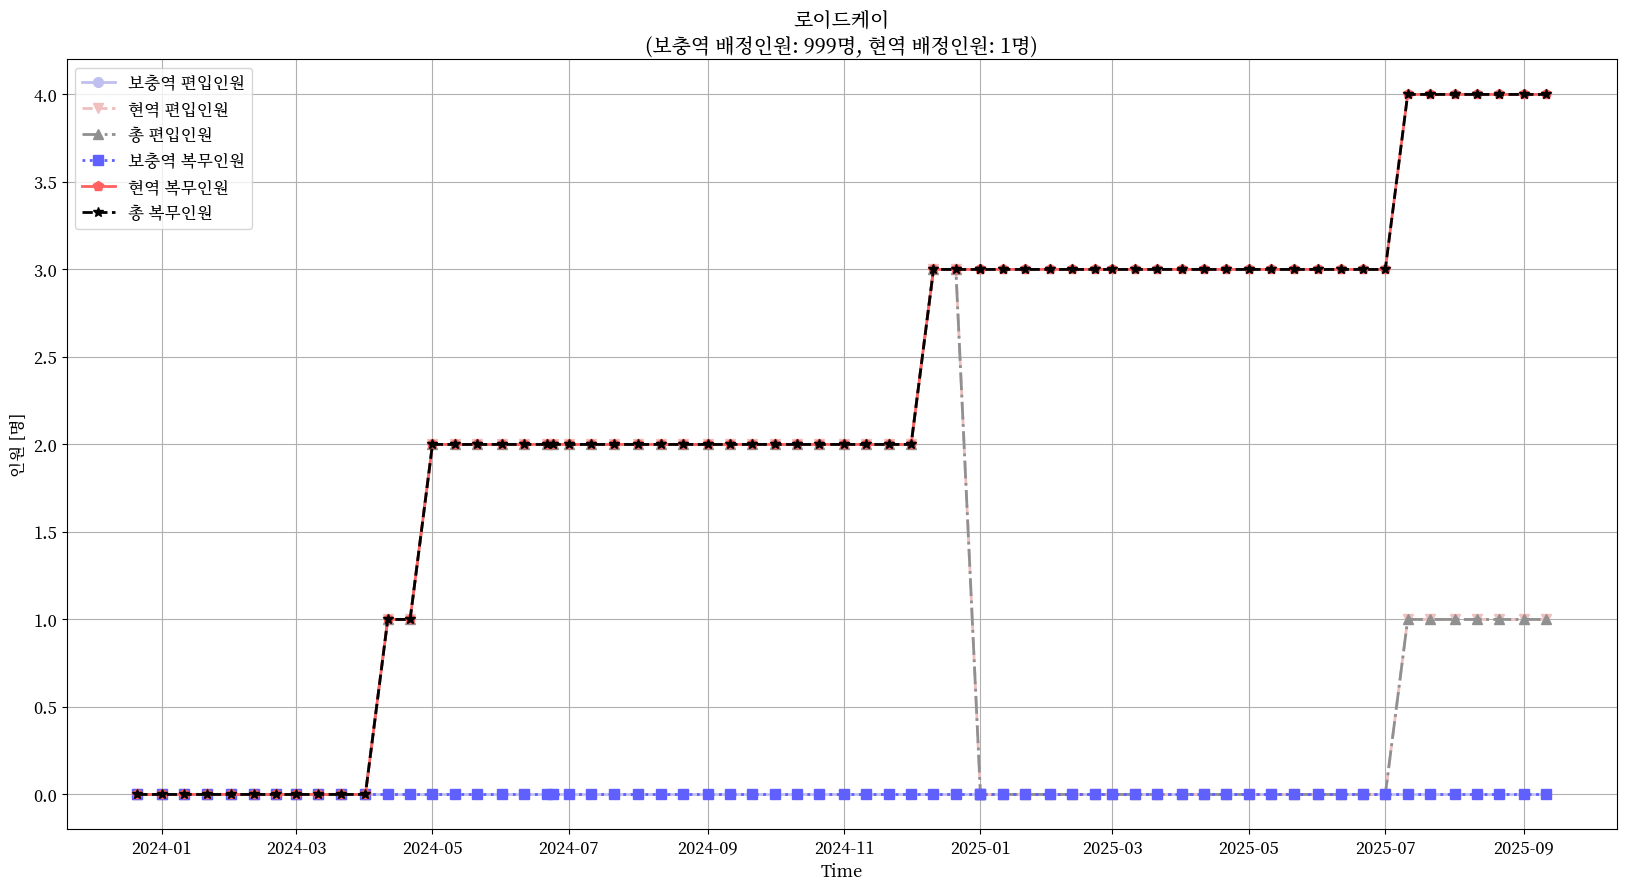 로이드케이
(보충역 배정인원: 999명, 현역 배정인원: 1명)
보충역 편입인원
현역 편입인원
총 편입인원
보충역 복무인원
현역 복무인원
총 복무인원
인원 [명]
4.0
3.5
3.0
2.5
2.0
1.5
1.0
0.5
0.0
2024-01
2024-03
2024-05
2024-07
2024-09
2024-11
2025-01
2025-03
2025-05
2025-07
2025-09
Time